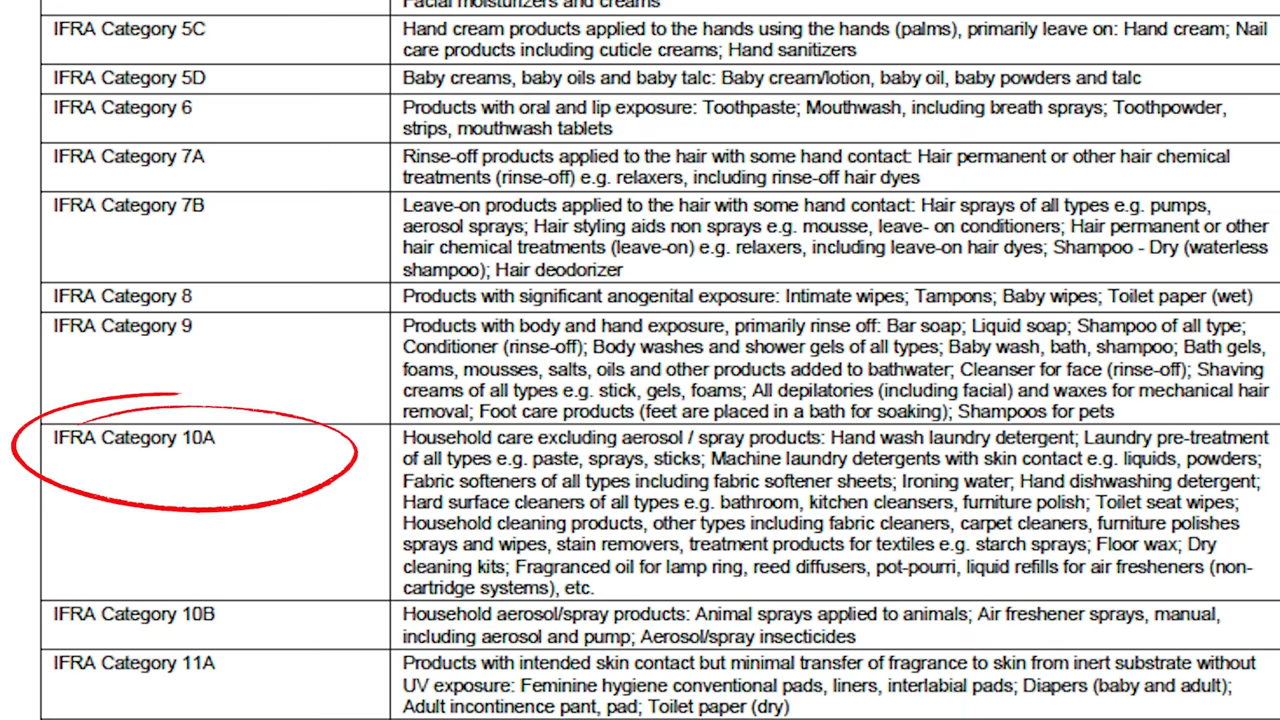 Facial moisturizers and creams
IFRA Category 5C
Hand cream products applied to the hands using the hands (palms), primarily leave on: Hand cream; Nail
care products including cuticle creams; Hand sanitizers
IFRA Category 5D
Baby creams, baby oils and baby talc: Baby cream/lotion, baby oil, baby powders and talc
IFRA Category 6
Products with oral and lip exposure: Toothpaste; Mouthwash, including breath sprays; Toothpowder,
strips, mouthwash tablets
IFRA Category 7A
Rinse-off products applied to the hair with some hand contact: Hair permanent or other hair chemical
treatments (rinse-off) e.g. relaxers, including rinse-off hair dyes
IFRA Category 7B
Leave-on products applied to the hair with some hand contact: Hair sprays of all types e.g. pumps,
aerosol sprays; Hair styling aids non sprays e.g. mousse, leave- on conditioners; Hair permanent or other
hair chemical treatments (leave-on) e.g. relaxers, including leave-on hair dyes; Shampoo - Dry (waterless
shampoo); Hair deodorizer
IFRA Category 8
Products with significant anogenital exposure: Intimate wipes; Tampons; Baby wipes; Toilet paper (wet)
IFRA Category 9
Products with body and hand exposure, primarily rinse off: Bar soap; Liquid soap; Shampoo of all type;
Conditioner (rinse-off); Body washes and shower gels of all types; Baby wash, bath, shampoo; Bath gels,
foams, mousses, salts, oils and other products added to bathwater; Cleanser for face (rinse-off); Shaving
creams of all types e.g. stick, gels, foams; All depilatories (including facial) and waxes for mechanical hair
removal; Foot care products (feet are placed in a bath for soaking); Shampoos for pets
IFRA Category 10A
Household care excluding aerosol / spray products: Hand wash laundry detergent; Laundry pre-treatment
of all types e.g. paste, sprays, sticks; Machine laundry detergents with skin contact e.g. liquids, powders;
Fabric softeners of all types including fabric softener sheets; Ironing water; Hand dishwashing detergent;
Hard surface cleaners of all types e.g. bathroom, kitchen cleansers, furniture polish; Toilet seat wipes;
Household cleaning products, other types including fabric cleaners, carpet cleaners, furniture polishes
sprays and wipes, stain removers, treatment products for textiles e.g. starch sprays; Floor wax; Dry
cleaning kits; Fragranced oil for lamp ring, reed diffusers, pot-pourri, liquid refills for air fresheners (non-
cartridge systems), etc.
IFRA Category 10B
Household aerosol/spray products: Animal sprays applied to animals; Air freshener sprays, manual,
including aerosol and pump; Aerosol/spray insecticides
IFRA Category 11A
Products with intended skin contact but minimal transfer of fragrance to skin from inert substrate without
UV exposure: Feminine hygiene conventional pads, liners, interlabial pads; Diapers (baby and adult);
Adult incontinence pant, pad; Toilet paper (dry)